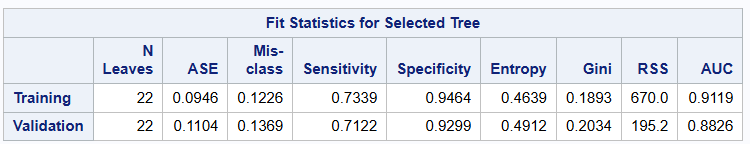 Fit Statistics for Selected Tree
N Leaves ASE Mis-class Sensitivity Specificity Entropy Gini RSS AUC
Training 22 0.0946 0.1226 0.7339 0.9464 0.4639 0.1893 670.0 0.9119
Validation 22 0.1104 0.1369 0.7122 0.9299 0.4912 0.2034 195.2 0.8826